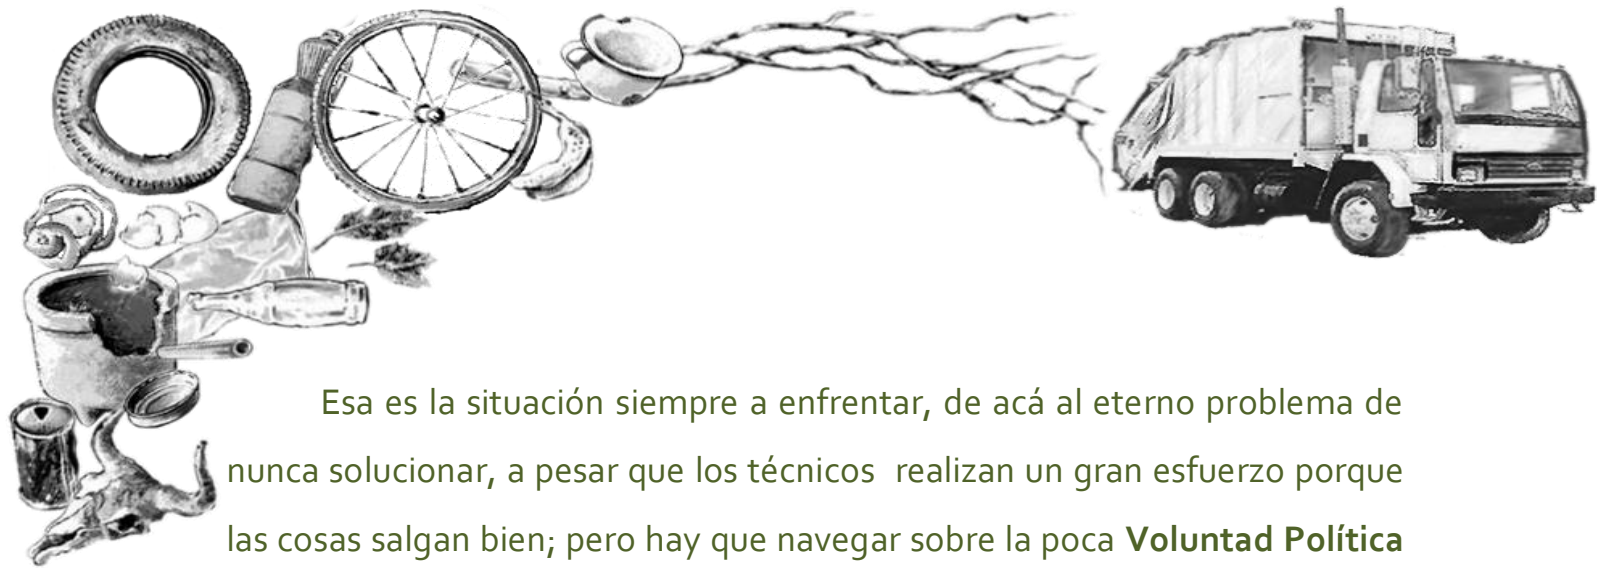 Esa es la situación siempre a enfrentar, de acá al eterno problema de
nunca solucionar, a pesar que los técnicos  realizan un gran esfuerzo porque
las cosas salgan bien; pero hay que navegar sobre la poca Voluntad Política